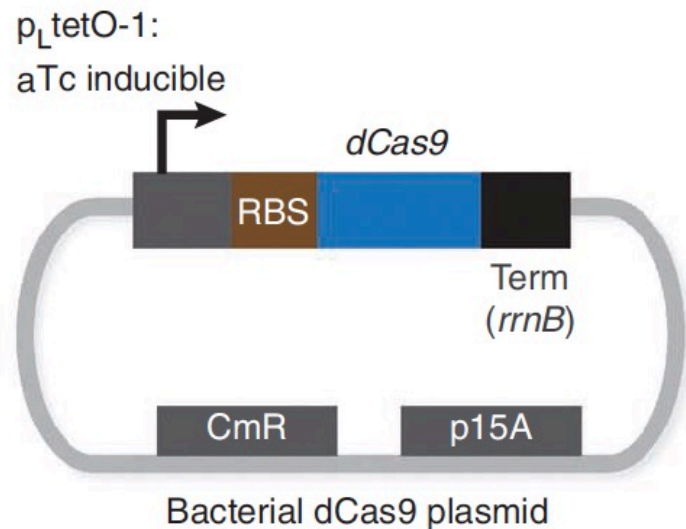 pLtetO-1:
aTc inducible
dCas9
RBS
Term
(rrnB)
CmR
p15A
Bacterial dCas9 plasmid